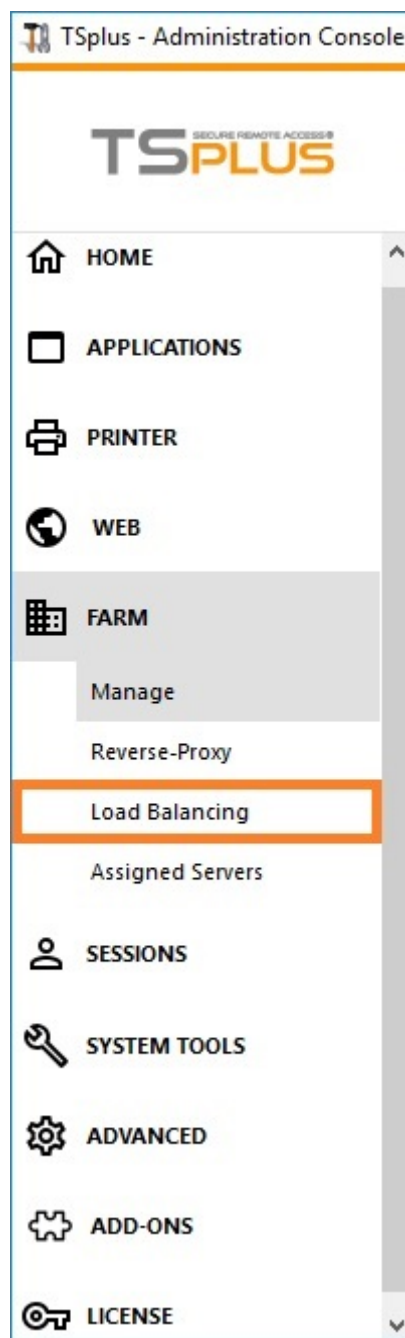 TSplus - Administration Console
SECURE REMOTE ACCESS®
TSPLUS
HOME
APPLICATIONS
PRINTER
WEB
FARM
Manage
Reverse-Proxy
Load Balancing
Assigned Servers
SESSIONS
SYSTEM TOOLS
ADVANCED
ADD-ONS
LICENSE